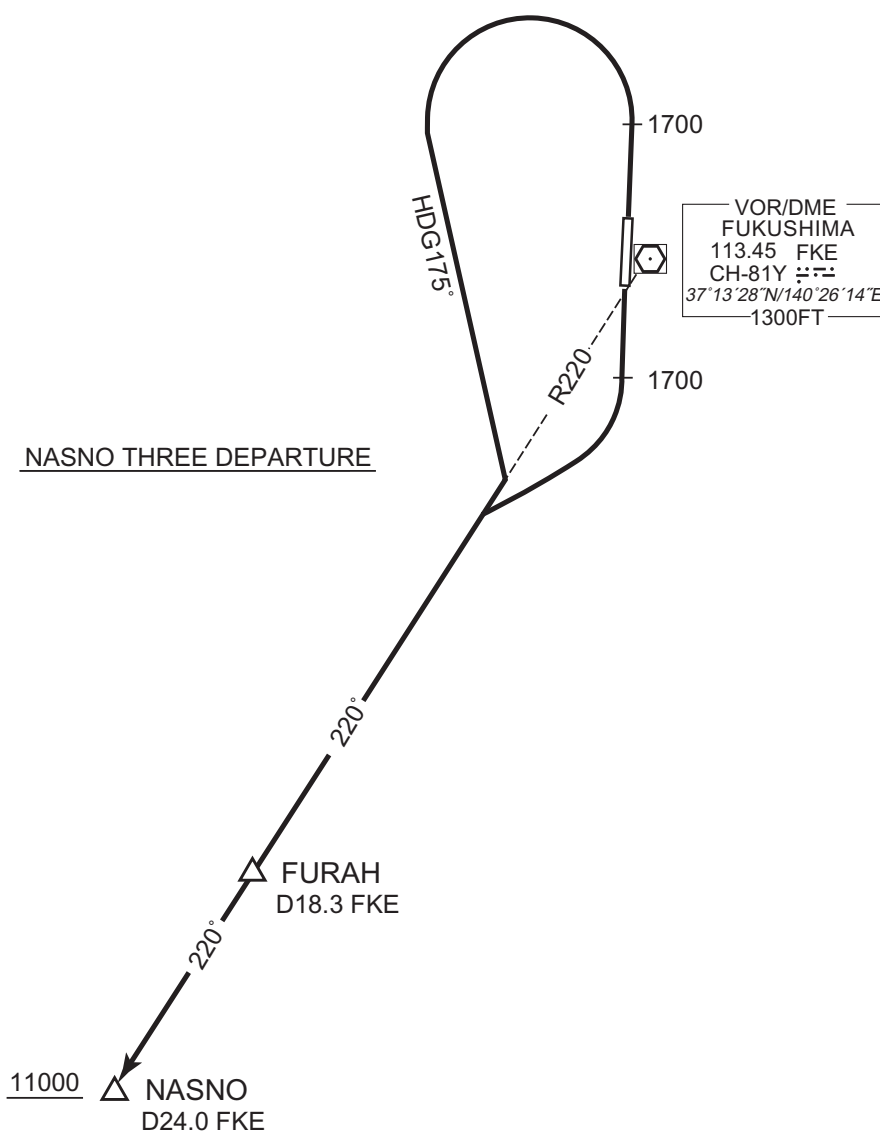 1700
HDG175°
VOR/DME
FUKUSHIMA
113.45 FKE
CH-81Y
37°13′28″N/140°26′14″E
1300FT
R220
1700
NASNO THREE DEPARTURE
220°
FURAH
D18.3 FKE
220°
11000
NASNO
D24.0 FKE